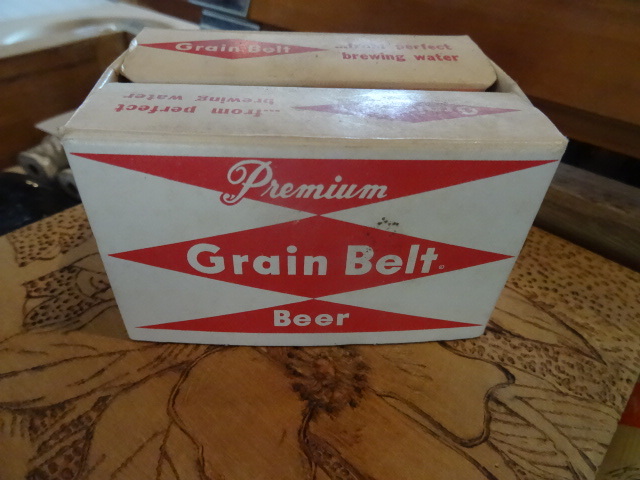 Grain Belt
...from perfect
brewing water
...from perfect
brewing water
Premium
Grain Belt
Beer